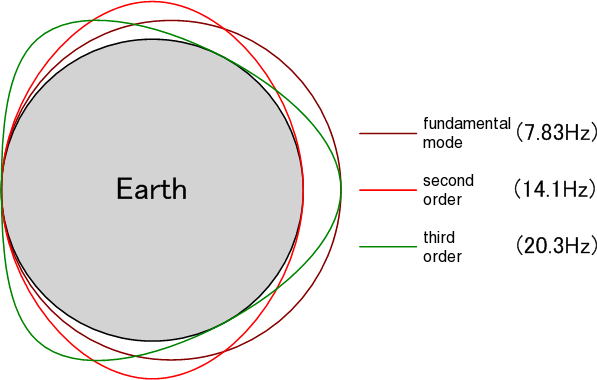 Earth
fundamental
mode
(7.83Hz)
second
order
(14.1Hz)
third
order
(20.3Hz)